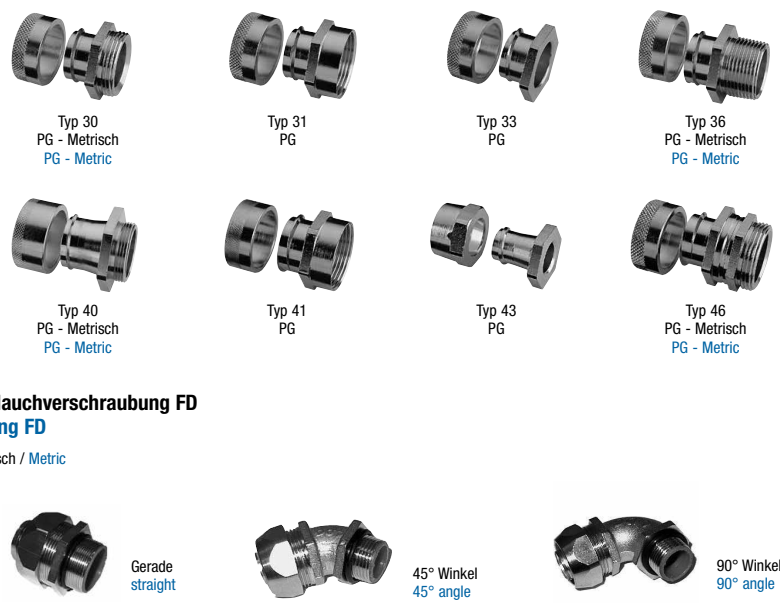 Typ 30
PG - Metrisch
PG - Metric
Typ 31
PG
Typ 33
PG
Typ 36
PG - Metrisch
PG - Metric
Typ 40
PG - Metrisch
PG - Metric
Typ 41
PG
Typ 43
PG
Typ 46
PG - Metrisch
PG - Metric
lauchverschraubung FD
ng FD
sch / Metric
Gerade
straight
45° Winkel
45° angle
90° Winkel
90° angle